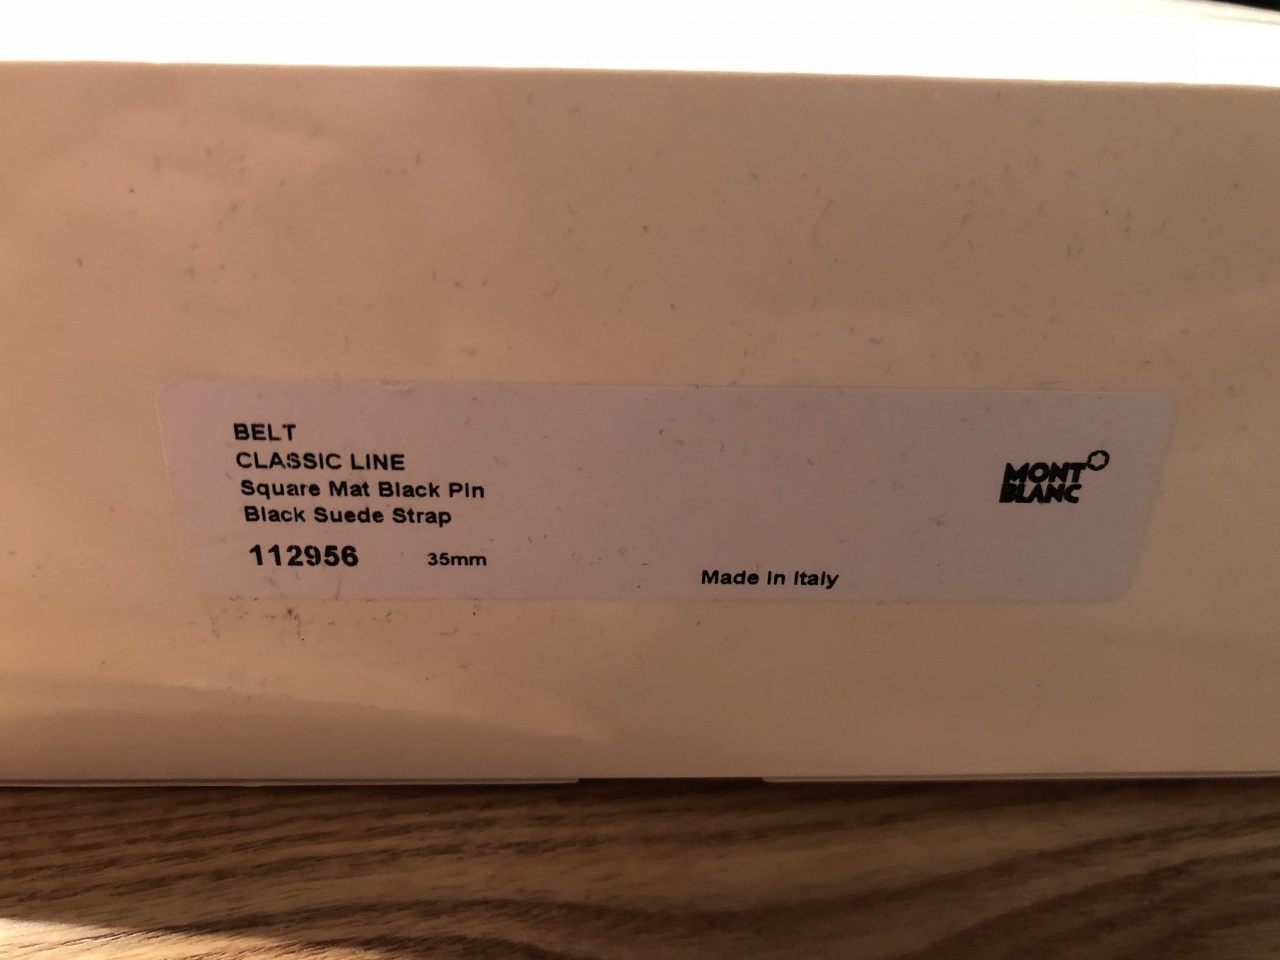 BELT
CLASSIC LINE
Square Mat Black Pin
Black Suede Strap
112956 35mm
Made in Italy
MONT
BLANC